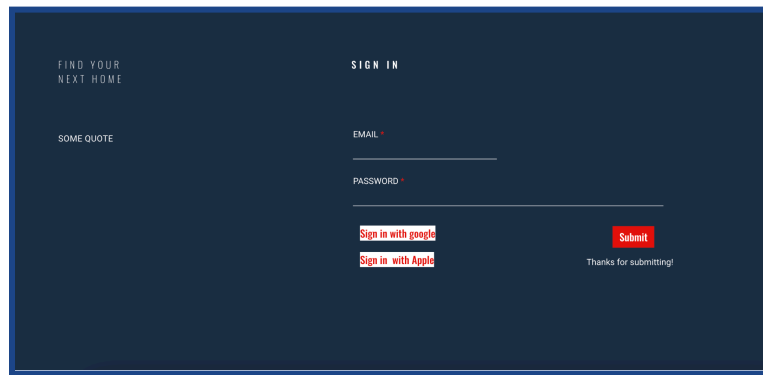 FIND YOUR
NEXT HOME
SOME QUOTE
SIGN IN
EMAIL *
PASSWORD *
Sign in with google
Sign in  with Apple
Submit
Thanks for submitting!